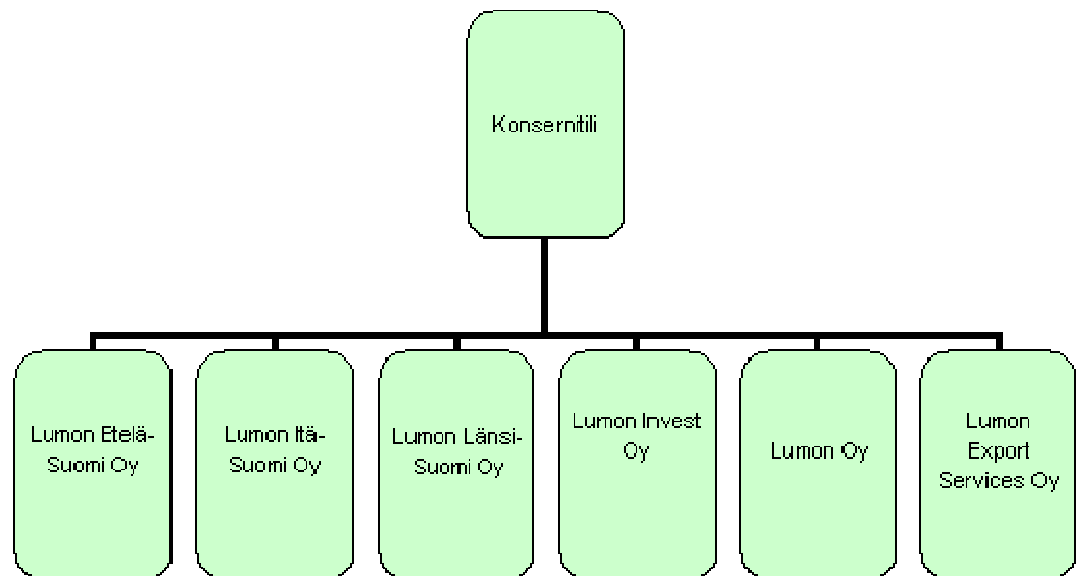 Konsernitili
Lumon Etelä-
Suomi Oy
Lumon Itä-
Suomi Oy
Lumon Länsi-
Suomi Oy
Lumon Invest
Oy
Lumon Oy
Lumon
Export
Services Oy